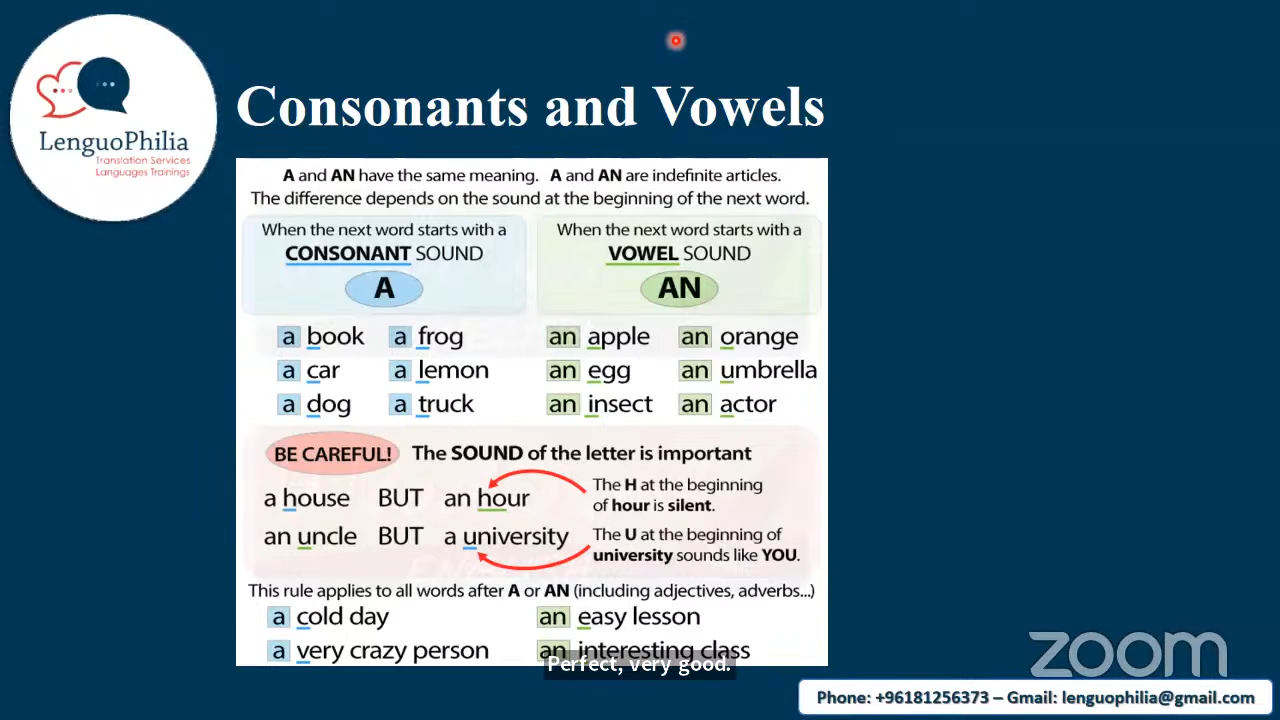 LenguoPhilia
Translation Services
Languages Trainings
Consonants and Vowels
A and AN have the same meaning. A and AN are indefinite articles.
The difference depends on the sound at the beginning of the next word.
When the next word starts with a
CONSONANT SOUND
A
When the next word starts with a
VOWEL SOUND
AN
a book a frog
a car a lemon
a dog a truck
an apple an orange
an egg an umbrella
an insect an actor
BE CAREFUL! The SOUND of the letter is important
a house BUT an hour
The H at the beginning
of hour is silent.
an uncle BUT a university
The U at the beginning of
university sounds like YOU.
This rule applies to all words after A or AN (including adjectives, adverbs...)
a cold day an easy lesson
a very crazy person an interesting class
Perfect, very good.
zoom
Phone: +96181256373 – Gmail: lenguophilia@gmail.com